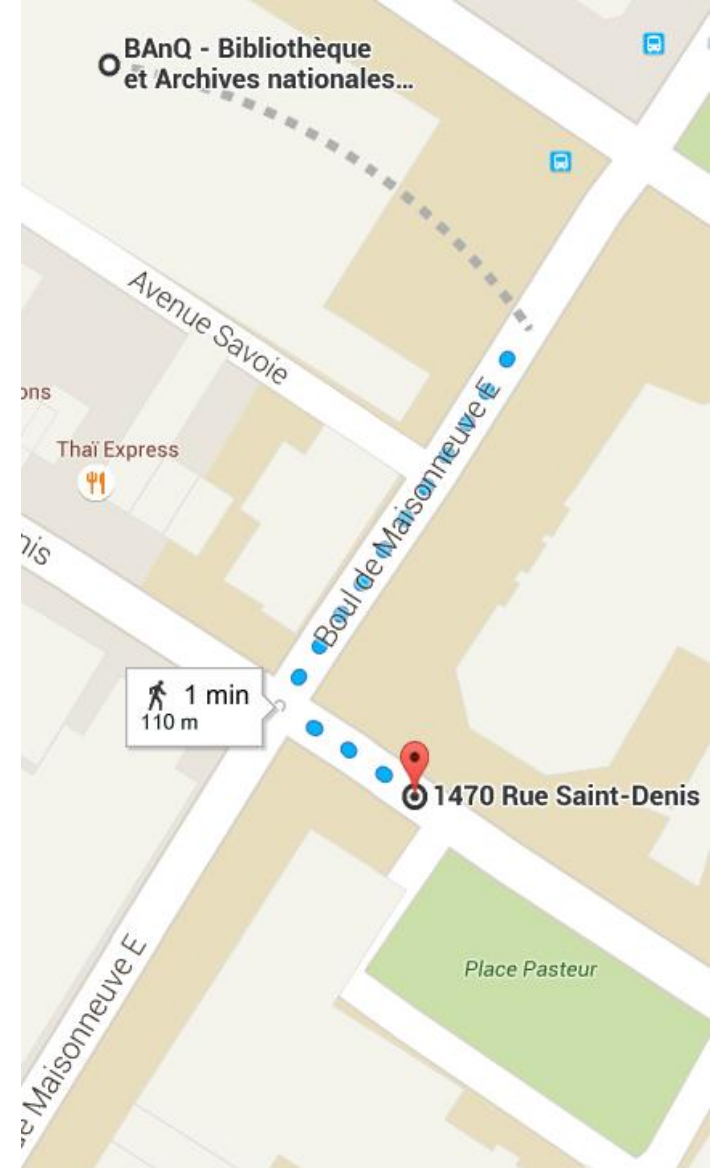 BAnQ - Bibliothèque
et Archives nationales...
Avenue Savoie
ons
Thaï Express
Boul de Maisonneuve E
nis
1 min
110 m
1470 Rue Saint-Denis
Place Pasteur
de Maisonneuve E